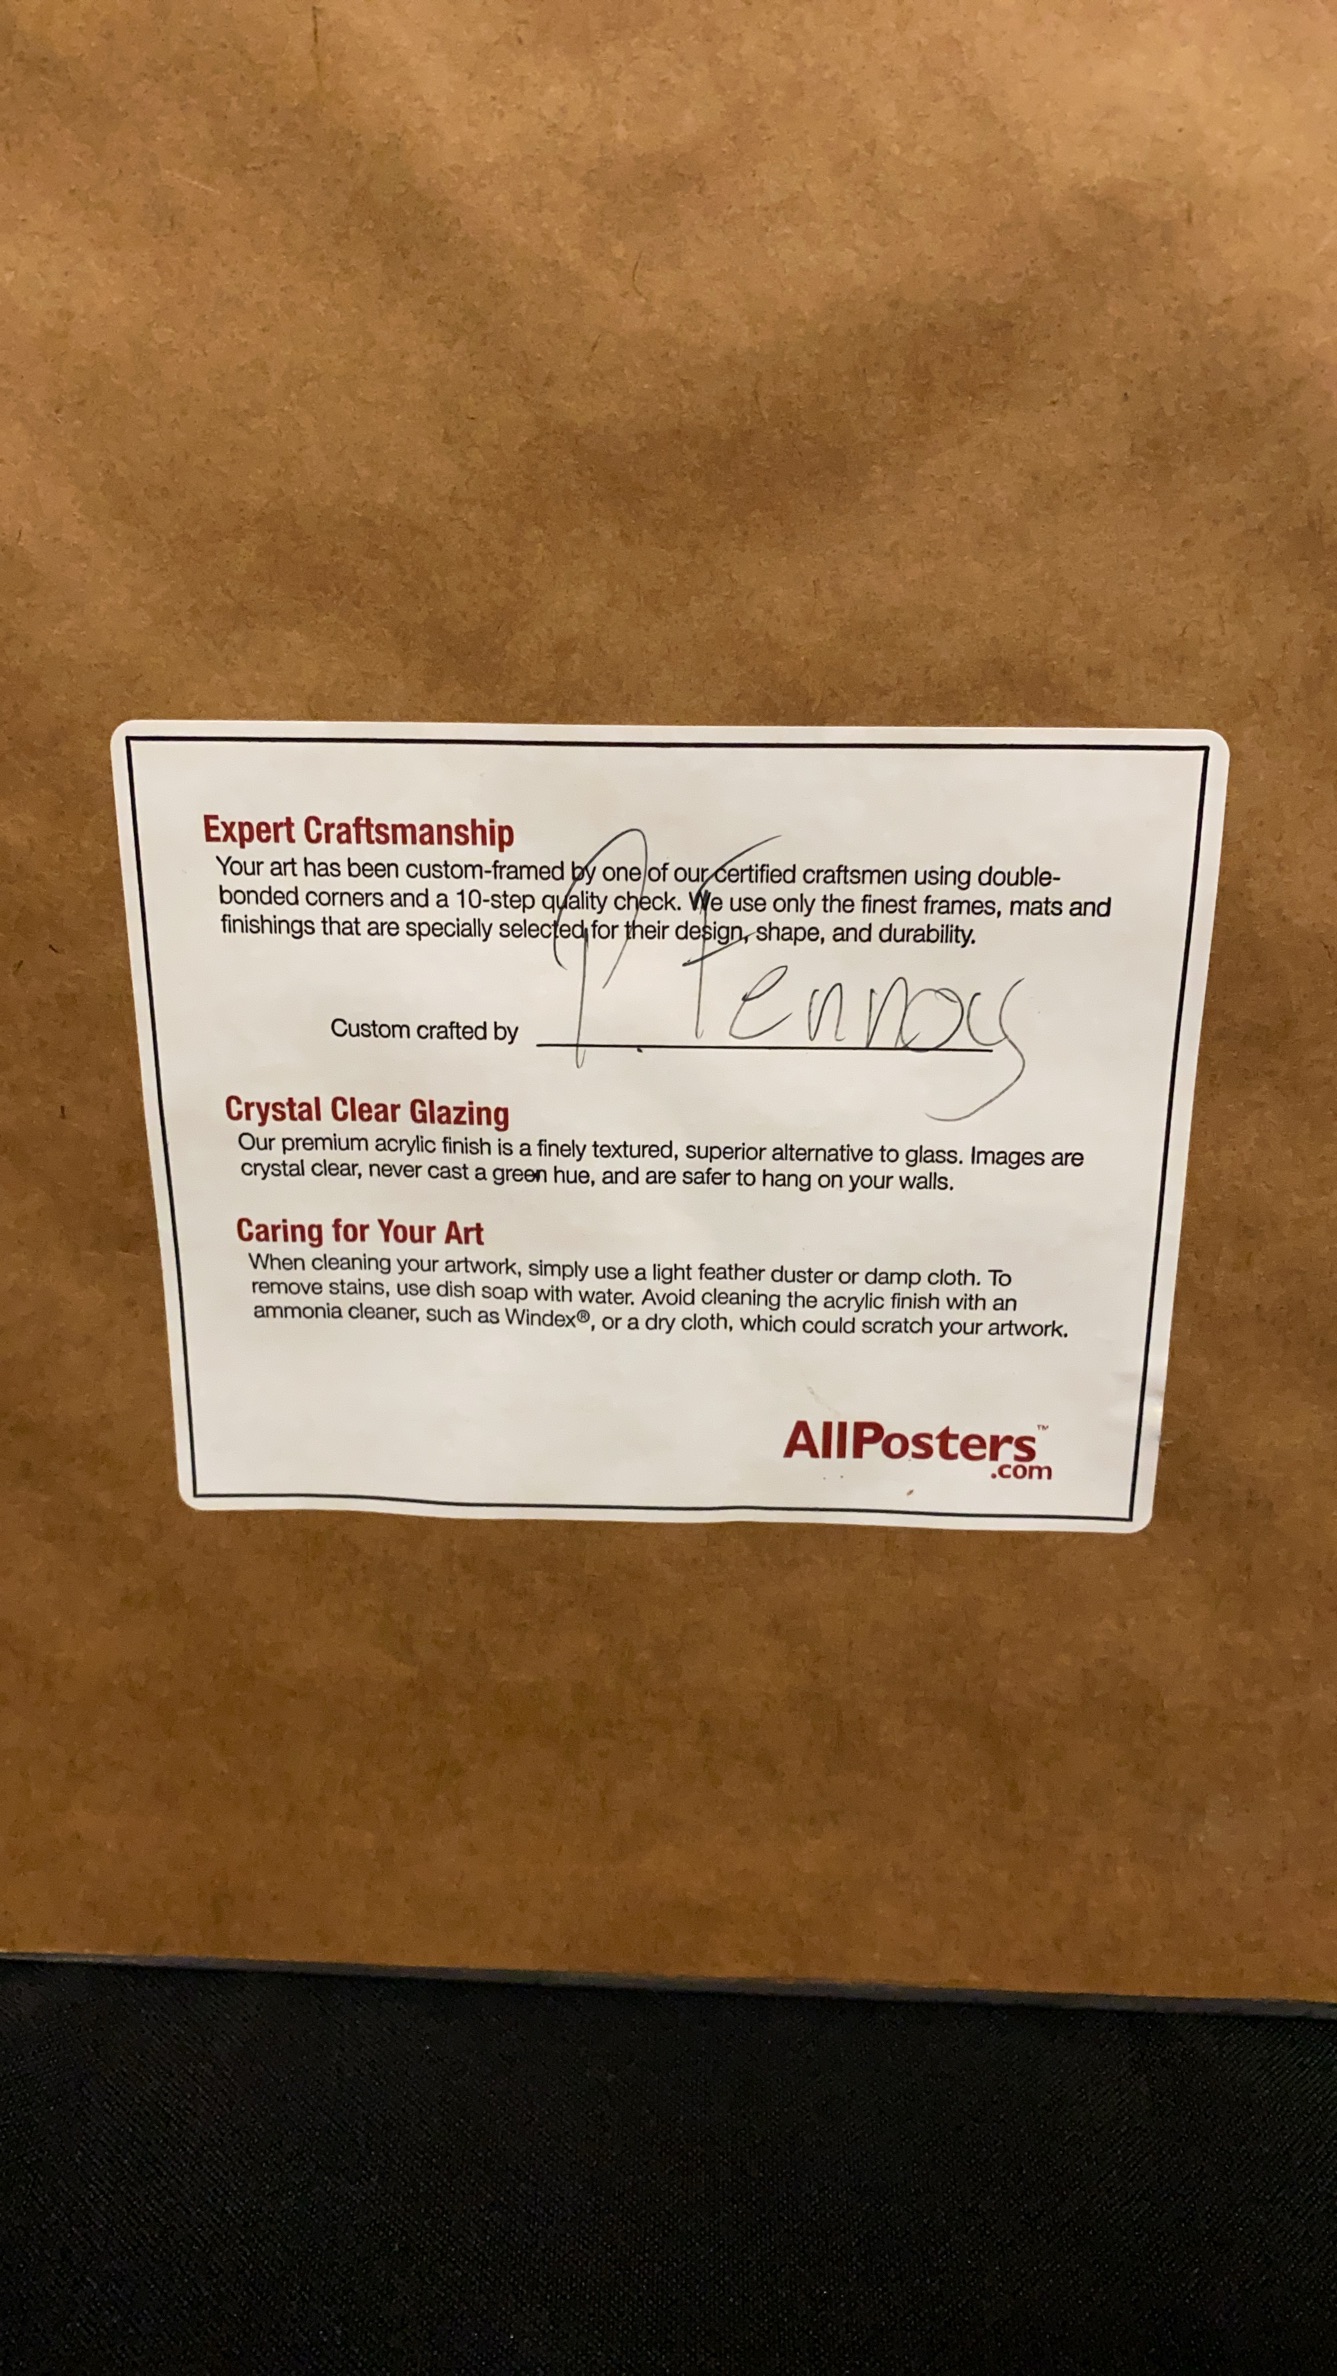 Expert Craftsmanship
Your art has been custom-framed by one of our certified craftsmen using double-
bonded corners and a 10-step quality check. We use only the finest frames, mats and
finishings that are specially selected for their design, shape, and durability.
Custom crafted by
Crystal Clear Glazing
Our premium acrylic finish is a finely textured, superior alternative to glass. Images are
crystal clear, never cast a green hue, and are safer to hang on your walls.
Caring for Your Art
When cleaning your artwork, simply use a light feather duster or damp cloth. To
remove stains, use dish soap with water. Avoid cleaning the acrylic finish with an
ammonia cleaner, such as Windex®, or a dry cloth, which could scratch your artwork.
AllPosters™
.com